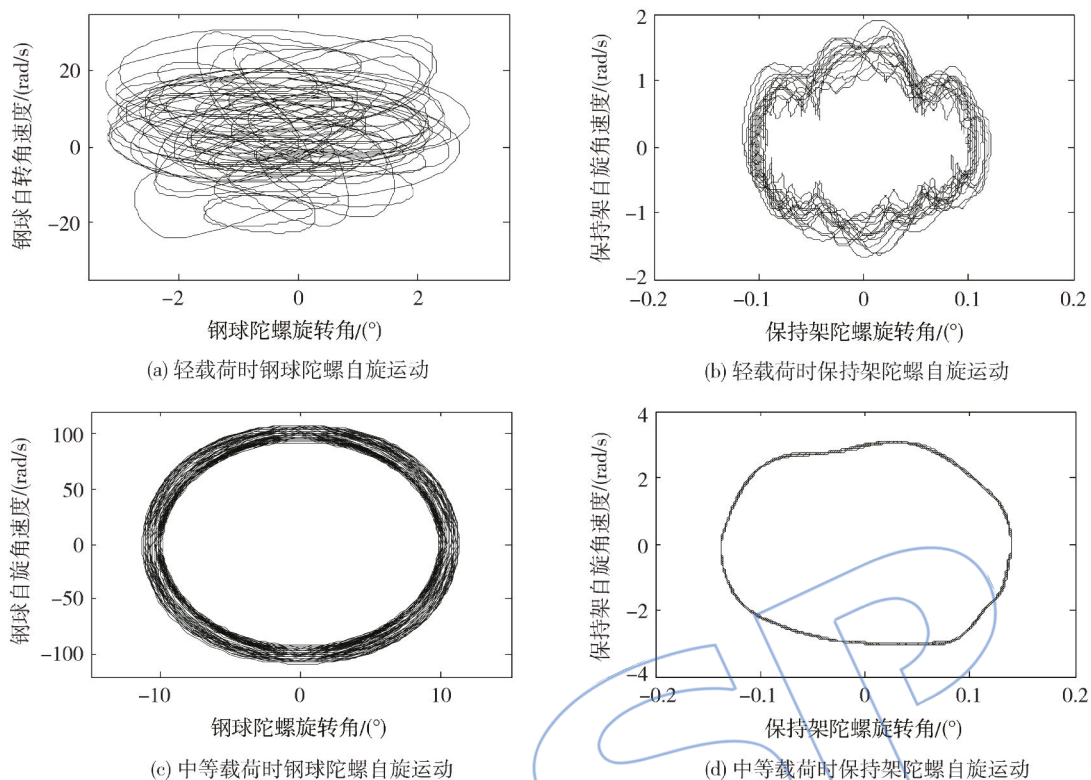 钢球自转角速度/(rad/s)
20
0
-20
-2
0
2
钢球陀螺旋转角/(°)
(a) 轻载荷时钢球陀螺自旋运动
保持架自旋角速度/(rad/s)
2
1
0
-1
-2
-0.2
-0.1
0
0.1
0.2
保持架陀螺旋转角/(°)
(b) 轻载荷时保持架陀螺自旋运动
钢球自旋角速度/(rad/s)
100
50
0
-50
-100
-10
0
10
钢球陀螺旋转角/(°)
(c) 中等载荷时钢球陀螺自旋运动
保持架自旋角速度/(rad/s)
4
2
0
-2
-4
-0.2
-0.1
0
0.1
0.2
保持架陀螺旋转角/(°)
(d) 中等载荷时保持架陀螺自旋运动